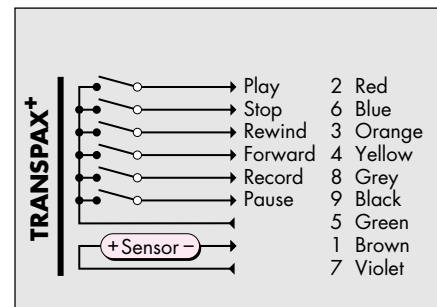 TRANSPAX+
Play 2 Red
Stop 6 Blue
Rewind 3 Orange
Forward 4 Yellow
Record 8 Grey
Pause 9 Black
5 Green
+ Sensor – 1 Brown
7 Violet